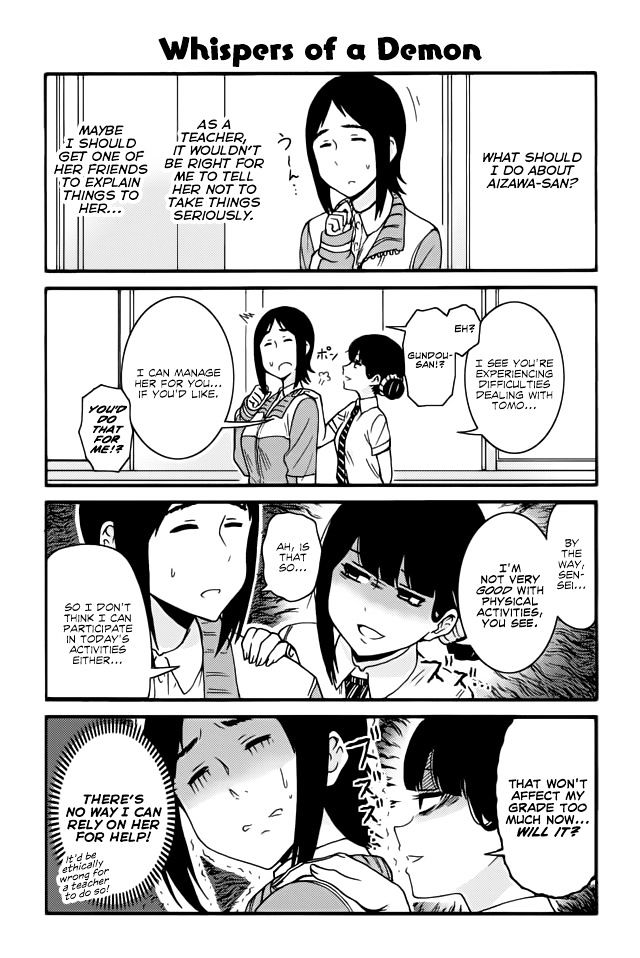 Whispers of a Demon
WHAT SHOULD
I DO ABOUT
AIZAWA-SAN?
AS A
TEACHER,
IT WOULDN'T
BE RIGHT FOR
ME TO TELL
HER NOT TO
TAKE THINGS
SERIOUSLY.
MAYBE
I SHOULD
GET ONE OF
HER FRIENDS
TO EXPLAIN
THINGS TO
HER...
う〜ん…
I SEE YOU'RE
EXPERIENCING
DIFFICULTIES
DEALING WITH
TOMO...
EH?
GUNDOU-
SAN!?
ポン
I CAN MANAGE
HER FOR YOU...
IF YOU'D LIKE.
YOU'D
DO THAT
FOR
ME!?
BY
THE
WAY,
SEN-
SEI...
I'M
NOT VERY
GOOD WITH
PHYSICAL
ACTIVITIES,
YOU SEE.
AH, IS
THAT
SO...
SO I DON'T
THINK I CAN
PARTICIPATE
IN TODAY'S
ACTIVITIES
EITHER...
ズズズ
THAT WON'T
AFFECT MY
GRADE TOO
MUCH NOW...
WILL IT?
ズズズ
THERE'S
NO WAY I CAN
RELY ON HER
FOR HELP!
It'd be
ethically
wrong for
a teacher
to do so!